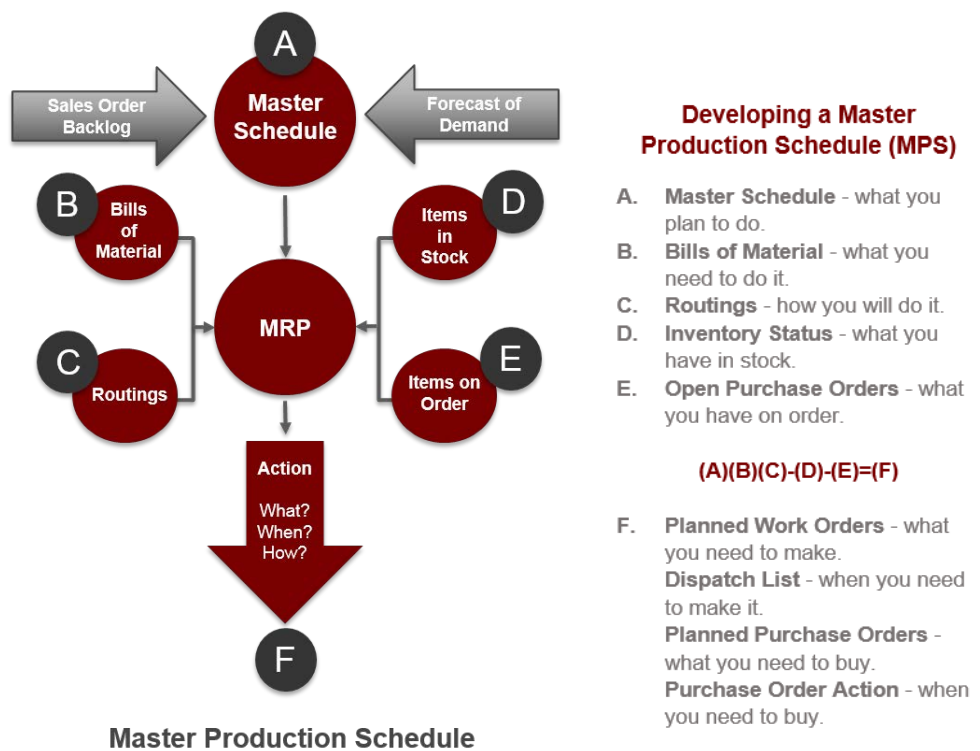 A
Master
Schedule
Sales Order
Backlog
Forecast of
Demand
B
Bills
of
Material
D
Items
in
Stock
MRP
C
Routings
E
Items on
Order
Action
What?
When?
How?
F
Master Production Schedule
Developing a Master
Production Schedule (MPS)
A. Master Schedule - what you
plan to do.
B. Bills of Material - what you
need to do it.
C. Routings - how you will do it.
D. Inventory Status - what you
have in stock.
E. Open Purchase Orders - what
you have on order.
(A)(B)(C)-(D)-(E)=(F)
F. Planned Work Orders - what
you need to make.
Dispatch List - when you need
to make it.
Planned Purchase Orders -
what you need to buy.
Purchase Order Action - when
you need to buy.